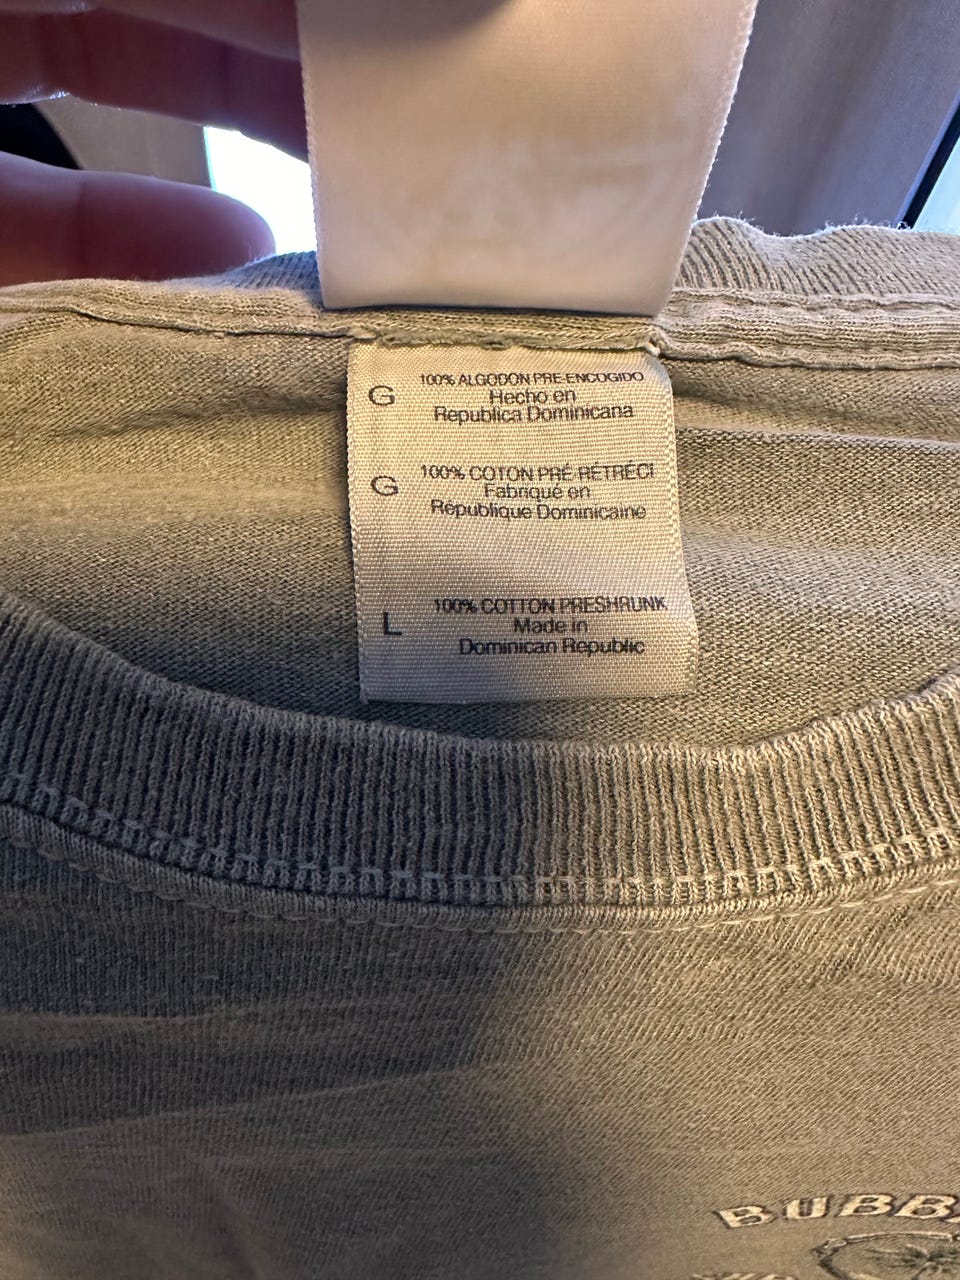 G
100% ALGODON PRE-ENCOGIDO
Hecho en
Republica Dominicana
G
100% COTON PRÉ RÉTRÉCI
Fabriqué en
République Dominicaine
L
100% COTTON PRESHRUNK
Made in
Dominican Republic